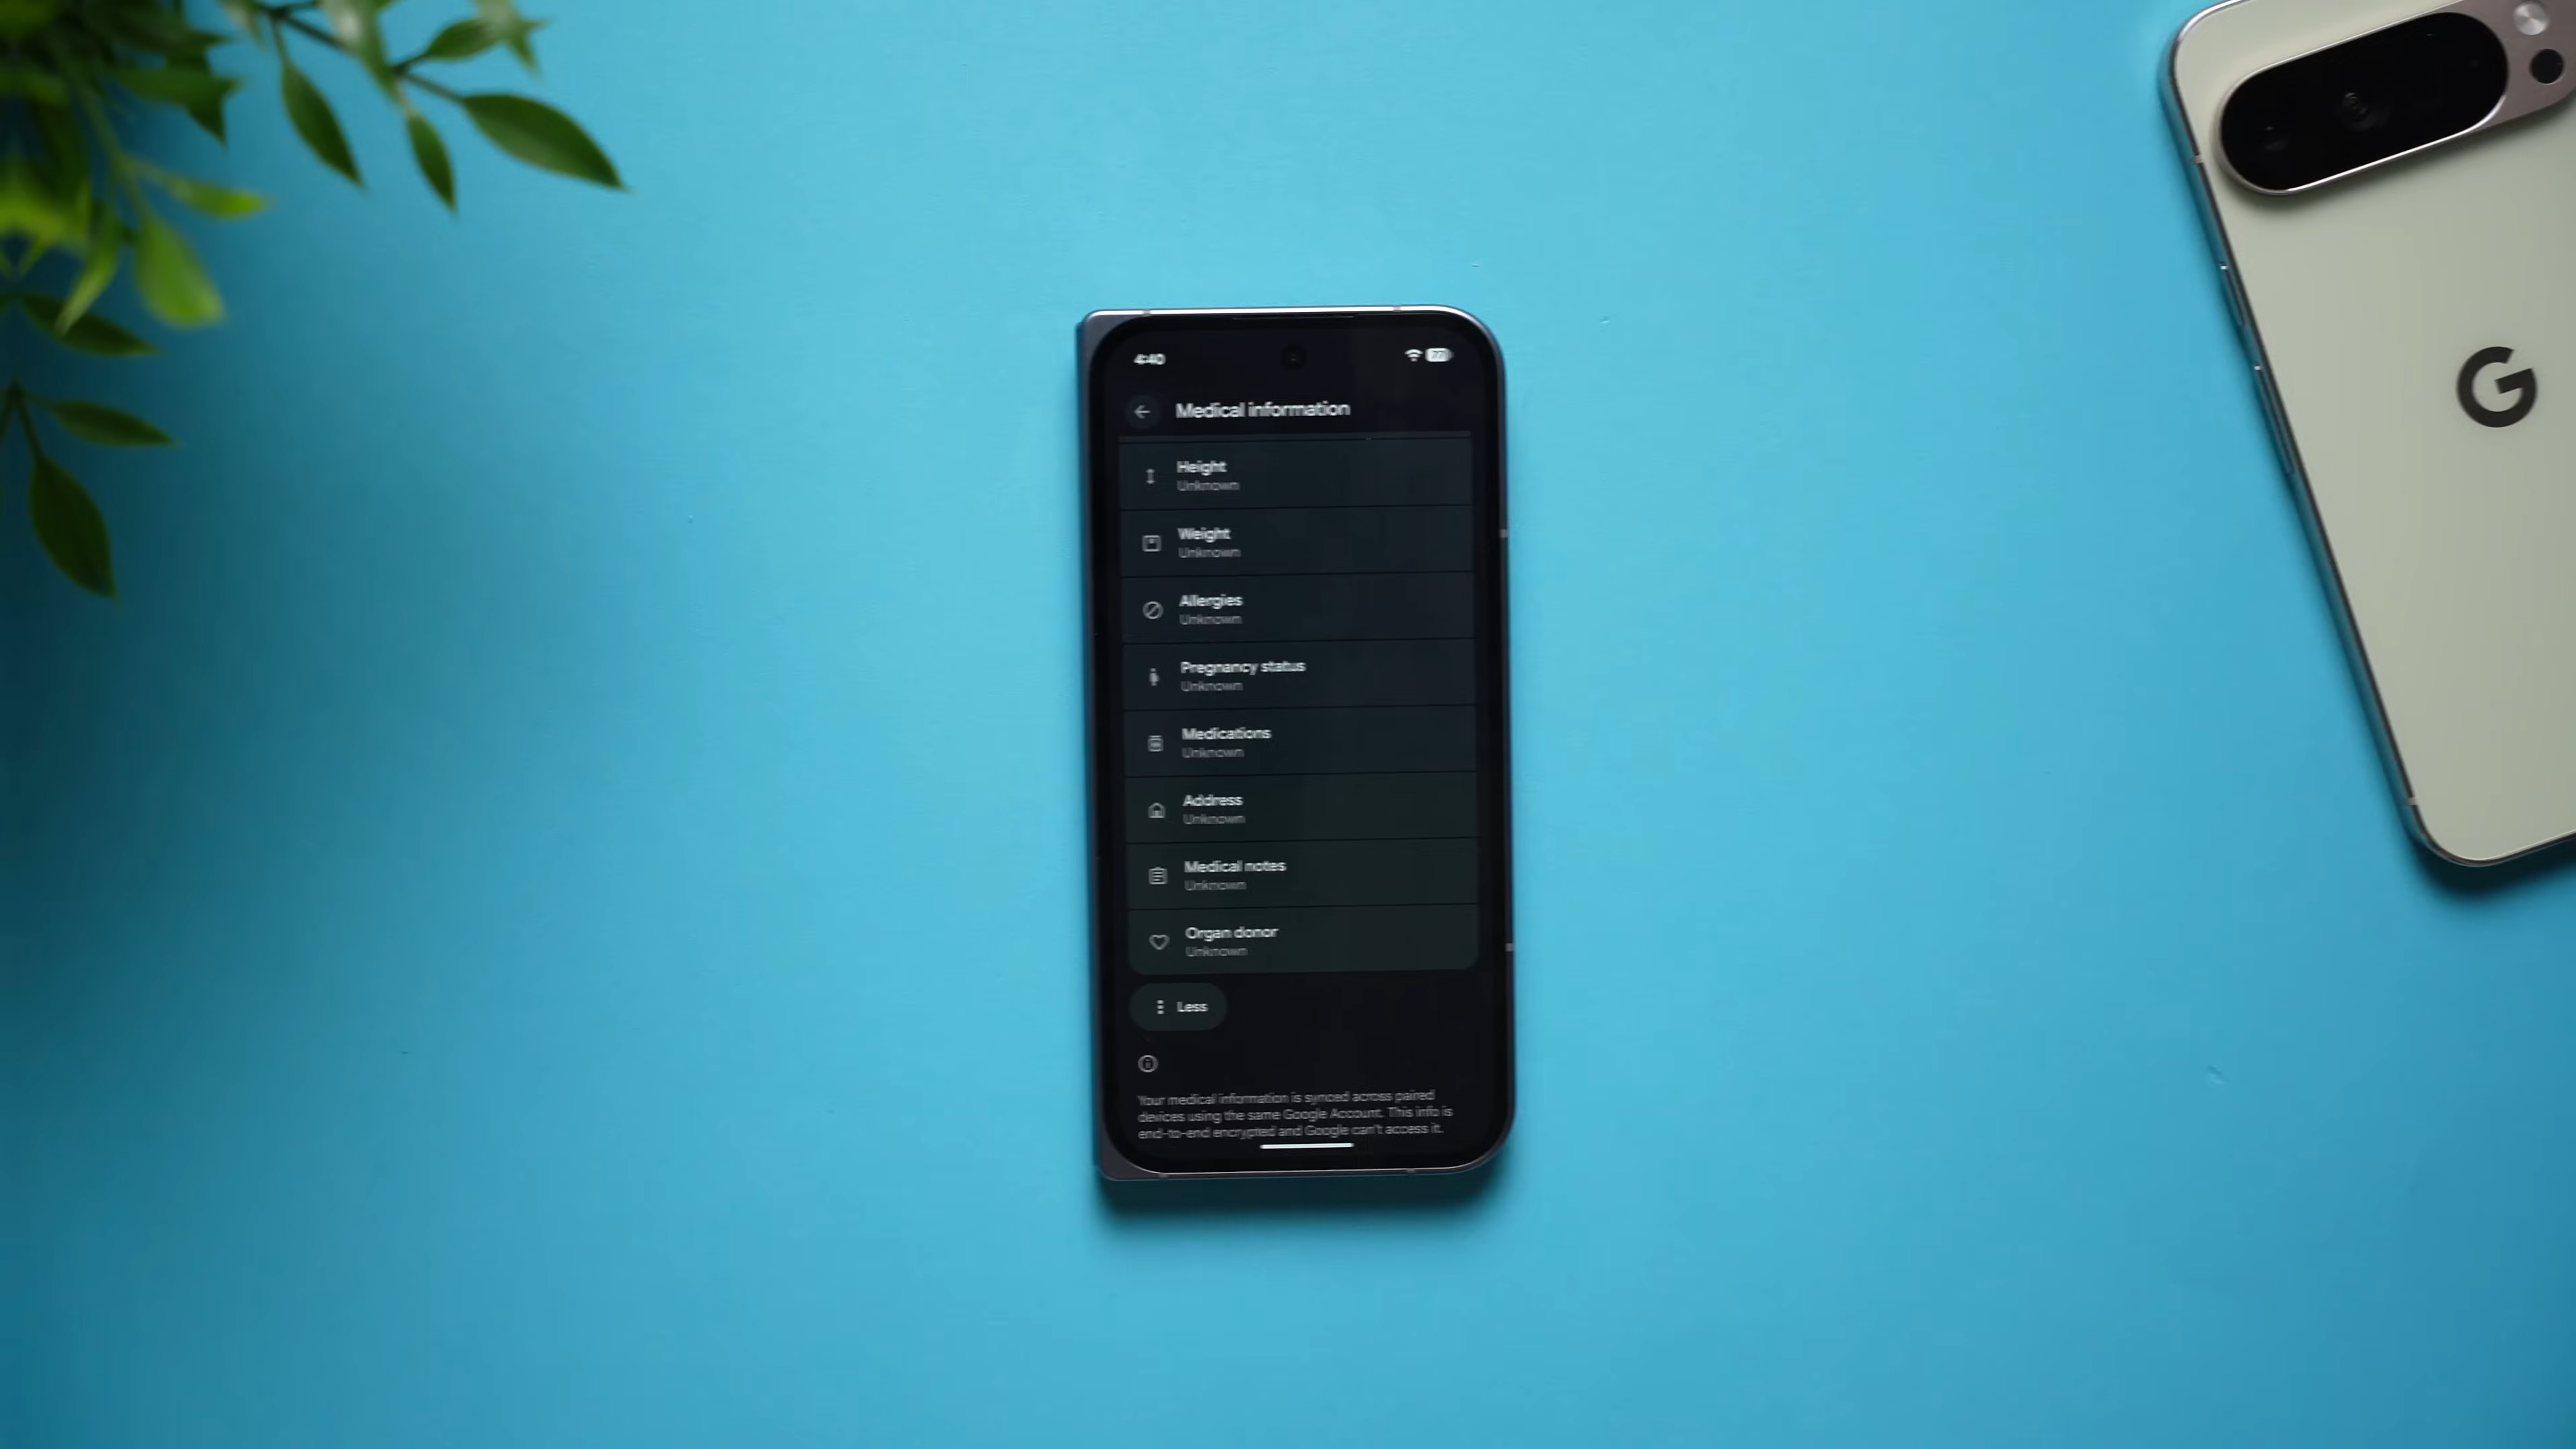 4:40
77
Medical information
Height
Unknown
Weight
Unknown
Allergies
Unknown
Pregnancy status
Unknown
Medications
Unknown
Address
Unknown
Medical notes
Unknown
Organ donor
Unknown
Less
Your medical information is synced across paired
devices using the same Google Account. This info is
end-to-end encrypted and Google can't access it.
G